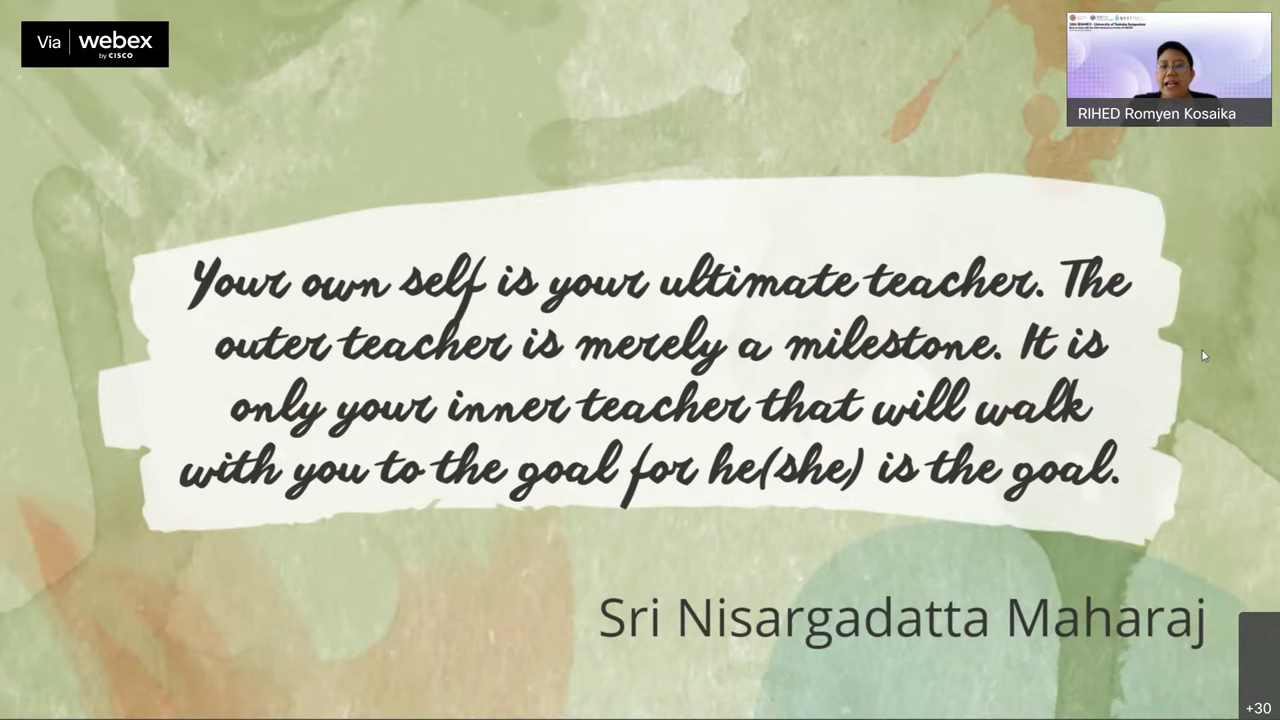 Via webex
by CISCO
RIHED Romyen Kosaika
Your own self is your ultimate teacher. The
outer teacher is merely a milestone. It is
only your inner teacher that will walk
with you to the goal for he(she) is the goal.
Sri Nisargadatta Maharaj
+30